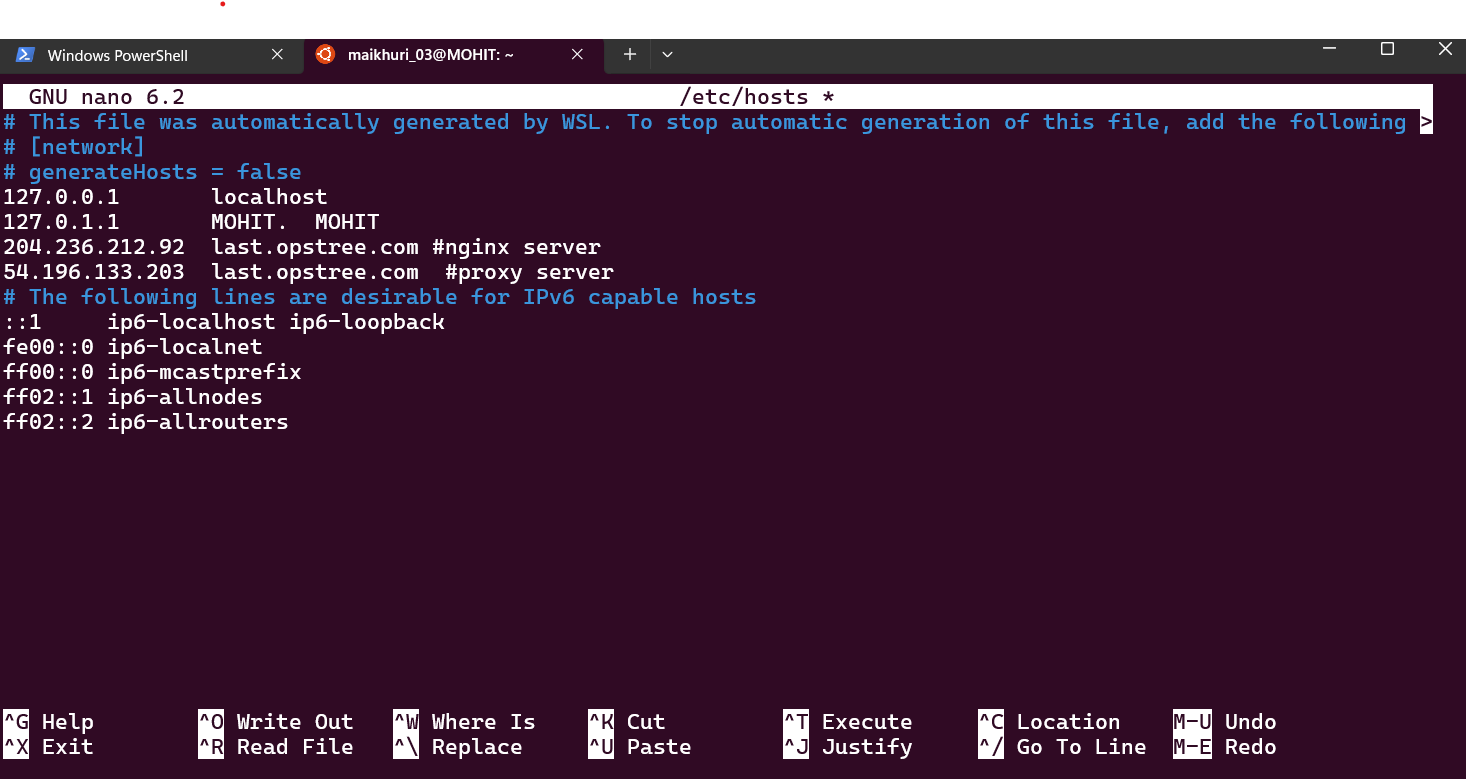 Windows PowerShell
maikhuri_03@MOHIT: ~
GNU nano 6.2 /etc/hosts *
# This file was automatically generated by WSL. To stop automatic generation of this file, add the following >
# [network]
# generateHosts = false
127.0.0.1 localhost
127.0.1.1 MOHIT. MOHIT
204.236.212.92 last.opstree.com #nginx server
54.196.133.203 last.opstree.com #proxy server
# The following lines are desirable for IPv6 capable hosts
::1 ip6-localhost ip6-loopback
fe00::0 ip6-localnet
ff00::0 ip6-mcastprefix
ff02::1 ip6-allnodes
ff02::2 ip6-allrouters
^G Help ^O Write Out ^W Where Is ^K Cut ^T Execute ^C Location M-U Undo
^X Exit ^R Read File ^\ Replace ^U Paste ^J Justify ^/ Go To Line M-E Redo